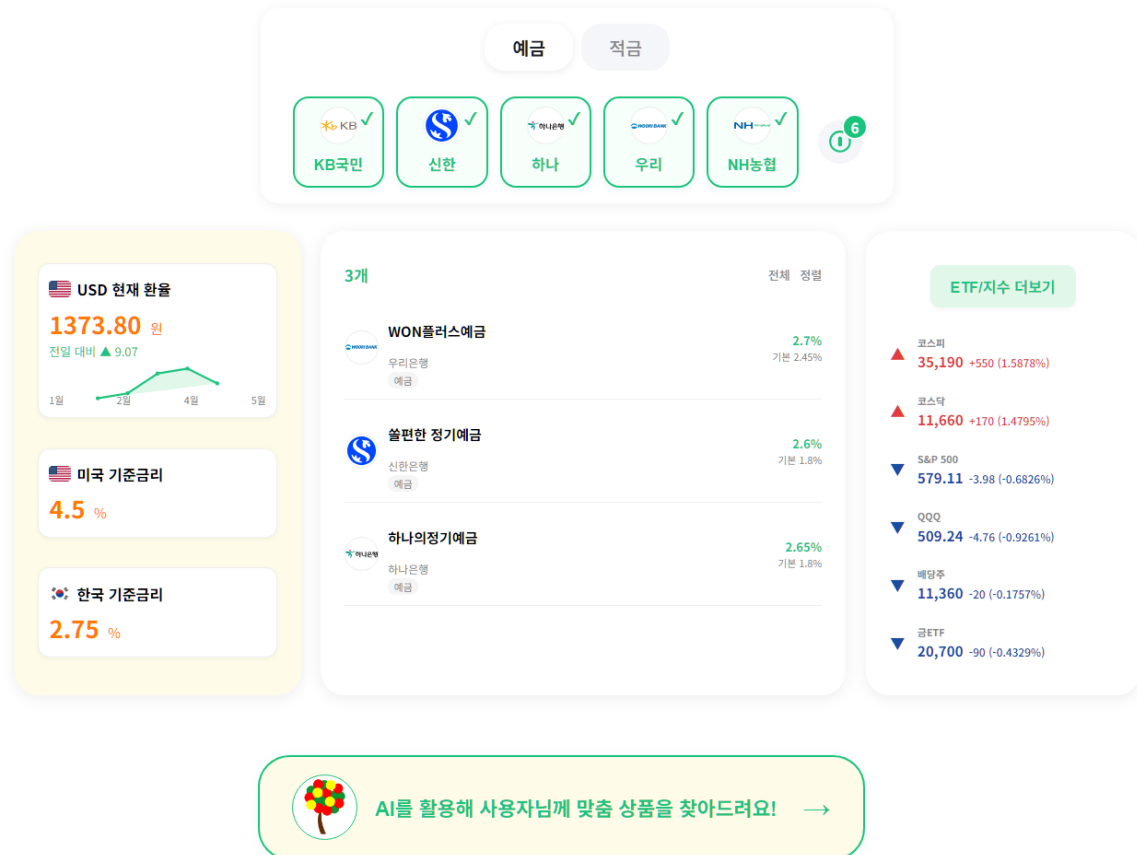 예금 적금
KB 하나은행 WOORI BANK NH 6
KB국민 신한 하나 우리 NH농협
USD 현재 환율
1373.80 원
전일 대비 ▲ 9.07
1월 2월 4월 5월
미국 기준금리
4.5 %
한국 기준금리
2.75 %
3개 전체 정렬
WON플러스예금
WOORI BANK
우리은행
예금
2.7%
기본 2.45%
쏠편한 정기예금
신한은행
예금
2.6%
기본 1.8%
하나의정기예금
하나은행
하나은행
예금
2.65%
기본 1.8%
ETF/지수 더보기
코스피
35,190 +550 (1.5878%)
코스닥
11,660 +170 (1.4795%)
S&P 500
579.11 -3.98 (-0.6826%)
QQQ
509.24 -4.76 (-0.9261%)
배당주
11,360 -20 (-0.1757%)
금ETF
20,700 -90 (-0.4329%)
AI를 활용해 사용자님께 맞춤 상품을 찾아드려요! →